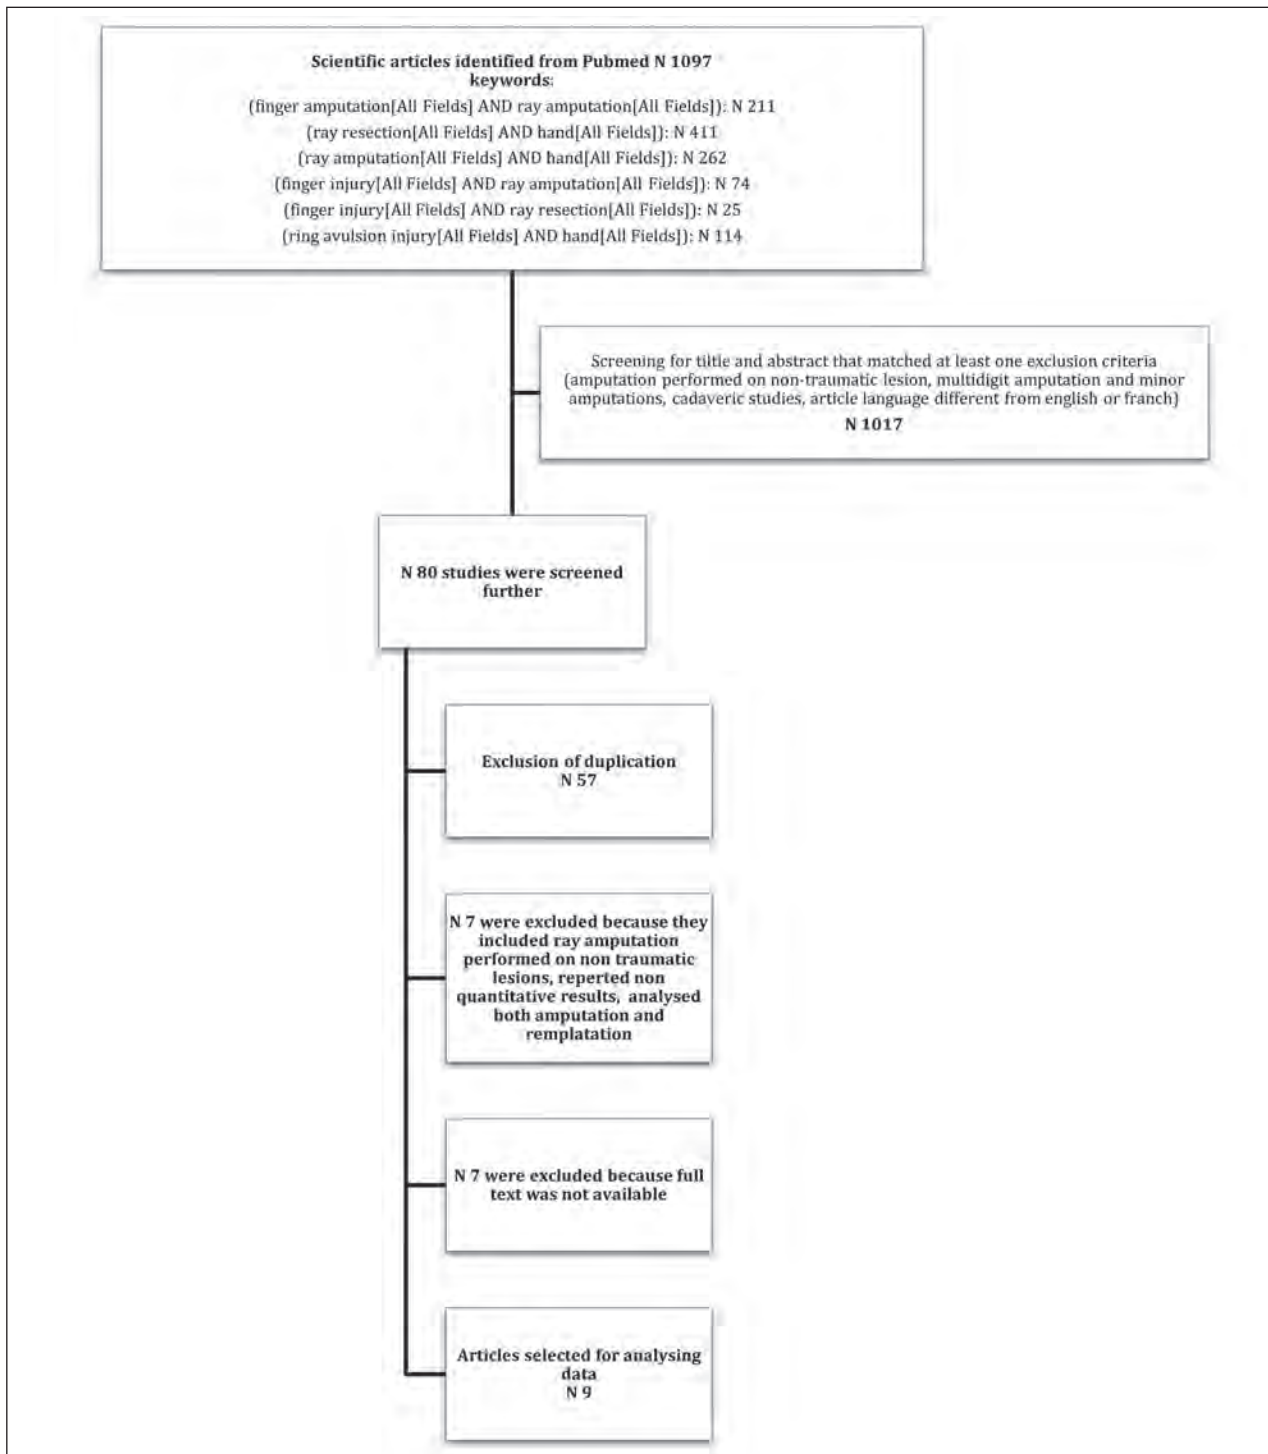 Scientific articles identified from Pubmed N 1097
keywords:
(finger amputation[All Fields] AND ray amputation[All Fields]): N 211
(ray resection[All Fields] AND hand[All Fields]): N 411
(ray amputation[All Fields] AND hand[All Fields]): N 262
(finger injury[All Fields] AND ray amputation[All Fields]): N 74
(finger injury[All Fields] AND ray resection[All Fields]): N 25
(ring avulsion injury[All Fields] AND hand[All Fields]): N 114
Screening for tiltle and abstract that matched at least one exclusion criteria
(amputation performed on non-traumatic lesion, multidigit amputation and minor
amputations, cadaveric studies, article language different from english or franch)
N 1017
N 80 studies were screened
further
Exclusion of duplication
N 57
N 7 were excluded because they
included ray amputation
performed on non traumatic
lesions, reperted non
quantitative results, analysed
both amputation and
remplatation
N 7 were excluded because full
text was not available
Articles selected for analysing
data
N 9